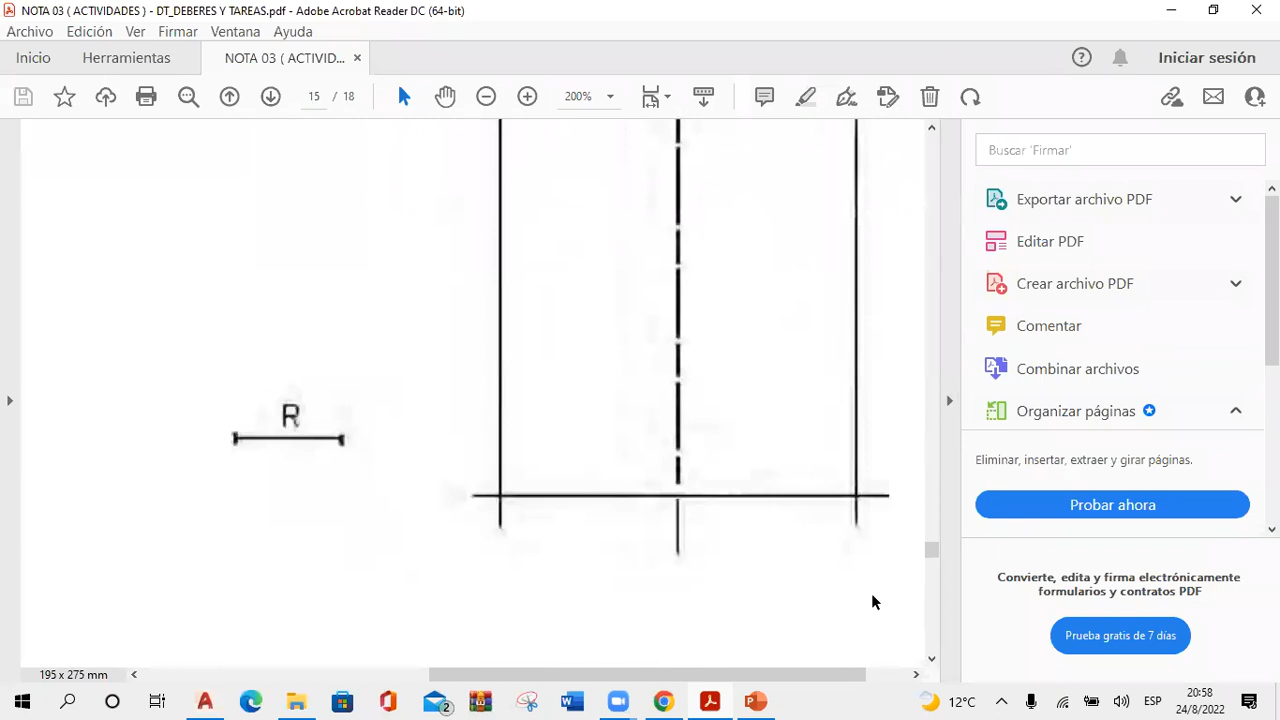 NOTA 03 ( ACTIVIDADES ) - DT_DEBERES Y TAREAS.pdf - Adobe Acrobat Reader DC (64-bit)
Archivo Edición Ver Firmar Ventana Ayuda
Inicio Herramientas NOTA 03 ( ACTIVID... × Iniciar sesión
15 / 18 200%
Buscar 'Firmar'
Exportar archivo PDF
Editar PDF
Crear archivo PDF
Comentar
Combinar archivos
Organizar páginas
Eliminar, insertar, extraer y girar páginas.
Probar ahora
R
Convierte, edita y firma electrónicamente
formularios y contratos PDF
Prueba gratis de 7 días
195 x 275 mm
2 12°C ESP 20:58
24/8/2022